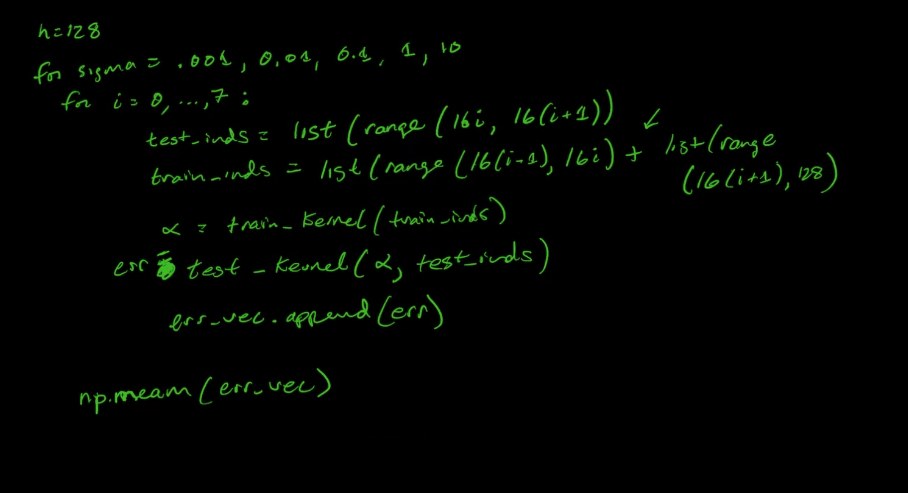 h=128
for sigma = .001, 0.01, 0.1, 1, 10
for i = 0, ..., 7 :
test_inds = list (range (16i, 16(i+1))
train_inds = list (range (16(i-1), 16i) + list (range
(16(i+1), 128)
α = train_kernel (train_inds)
err = test_kernel (α, test_inds)
err_vec.append (err)
np.mean (err_vec)